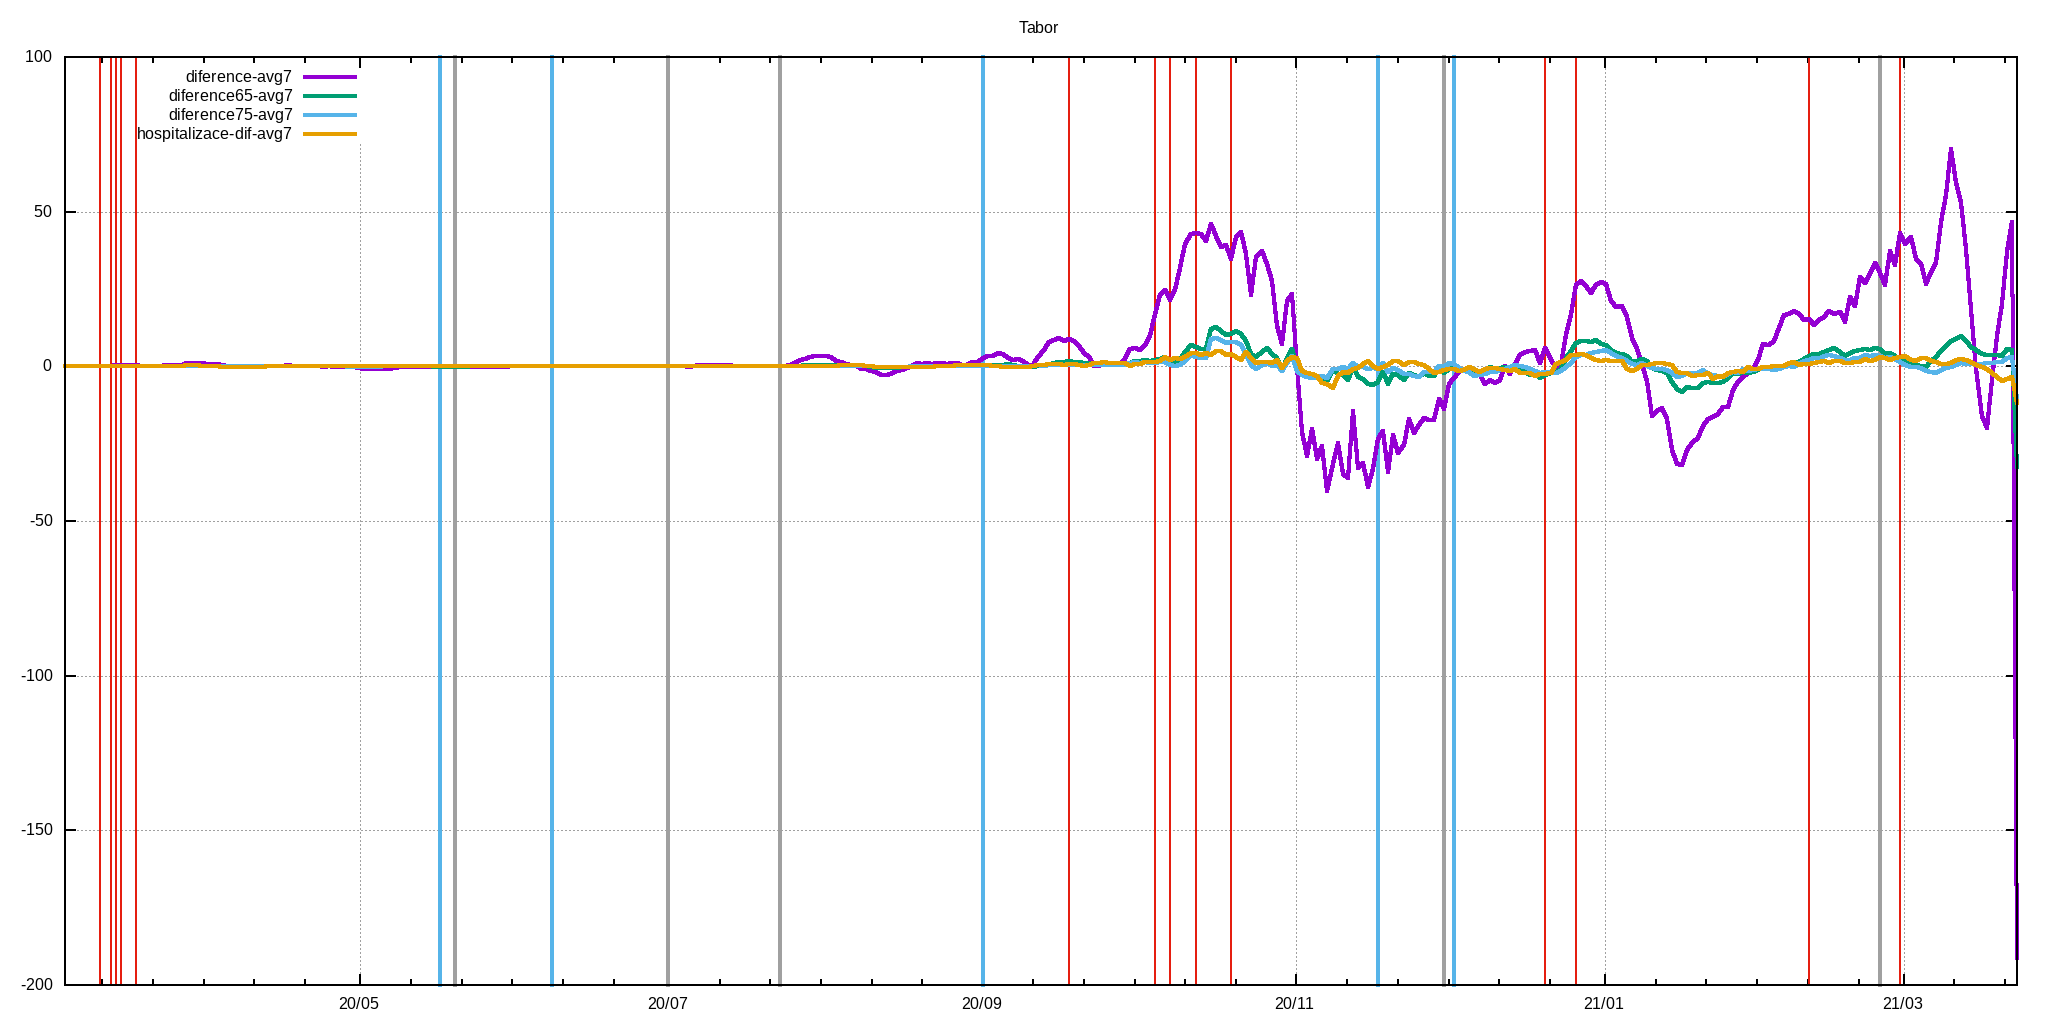 Tabor
100
diference-avg7
diference65-avg7
diference75-avg7
hospitalizace-dif-avg7
50
0
-50
-100
-150
-200
20/05 20/07 20/09 20/11 21/01 21/03